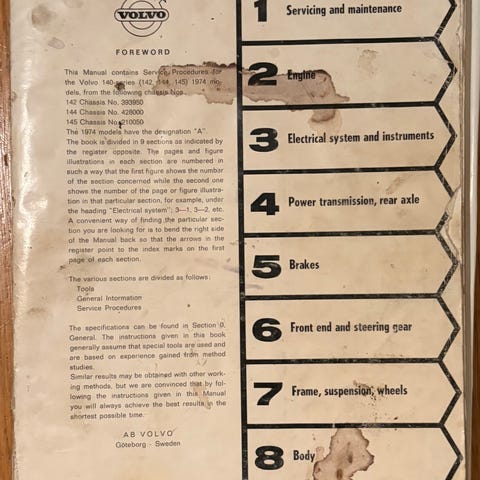 VOLVO
FOREWORD
This Manual contains Service Procedures for
the Volvo 140-series (142, 144, 145) 1974 mo-
dels, from the following chassis Nos.
142 Chassis No. 393950
144 Chassis No. 428000
145 Chassis No. 210050
The 1974 models have the designation "A".
The book is divided in 9 sections as indicated by
the register opposite. The pages and figure
illustrations in each section are numbered in
such a way that the first figure shows the number
of the section concerned while the second one
shows the number of the page or figure illustra-
tion in that particular section, for example, under
the heading "Electrical system"; 3—1, 3—2, etc.
A convenient way of finding the particular sec-
tion you are looking for is to bend the right side
of the Manual back so that the arrows in the
register point to the index marks on the first
page of each section.
The various sections are divided as follows:
Tools
General Information
Service Procedures
The specifications can be found in Section 0,
General. The instructions given in this book
generally assume that special tools are used and
are based on experience gained from method
studies.
Similar results may be obtained with other work-
ing methods, but we are convinced that by fol-
lowing the instructions given in this Manual
you will always achieve the best results in the
shortest possible time.
AB VOLVO
Göteborg - Sweden
1 Servicing and maintenance
2 Engine
3 Electrical system and instruments
4 Power transmission, rear axle
5 Brakes
6 Front end and steering gear
7 Frame, suspension, wheels
8 Body